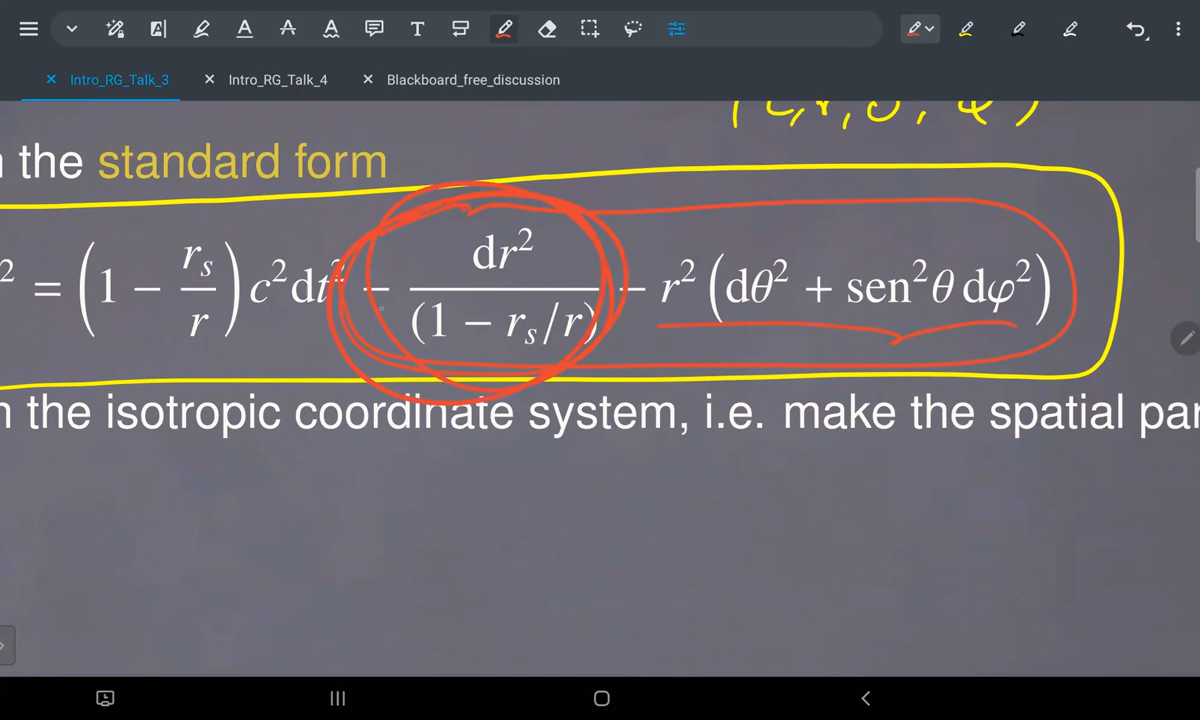 Intro_RG_Talk_3 Intro_RG_Talk_4 Blackboard_free_discussion
the standard form
2 = (1 − r_s/r) c²dt² − dr²/(1 − r_s/r) − r² (dθ² + sen²θ dφ²)
the isotropic coordinate system, i.e. make the spatial par